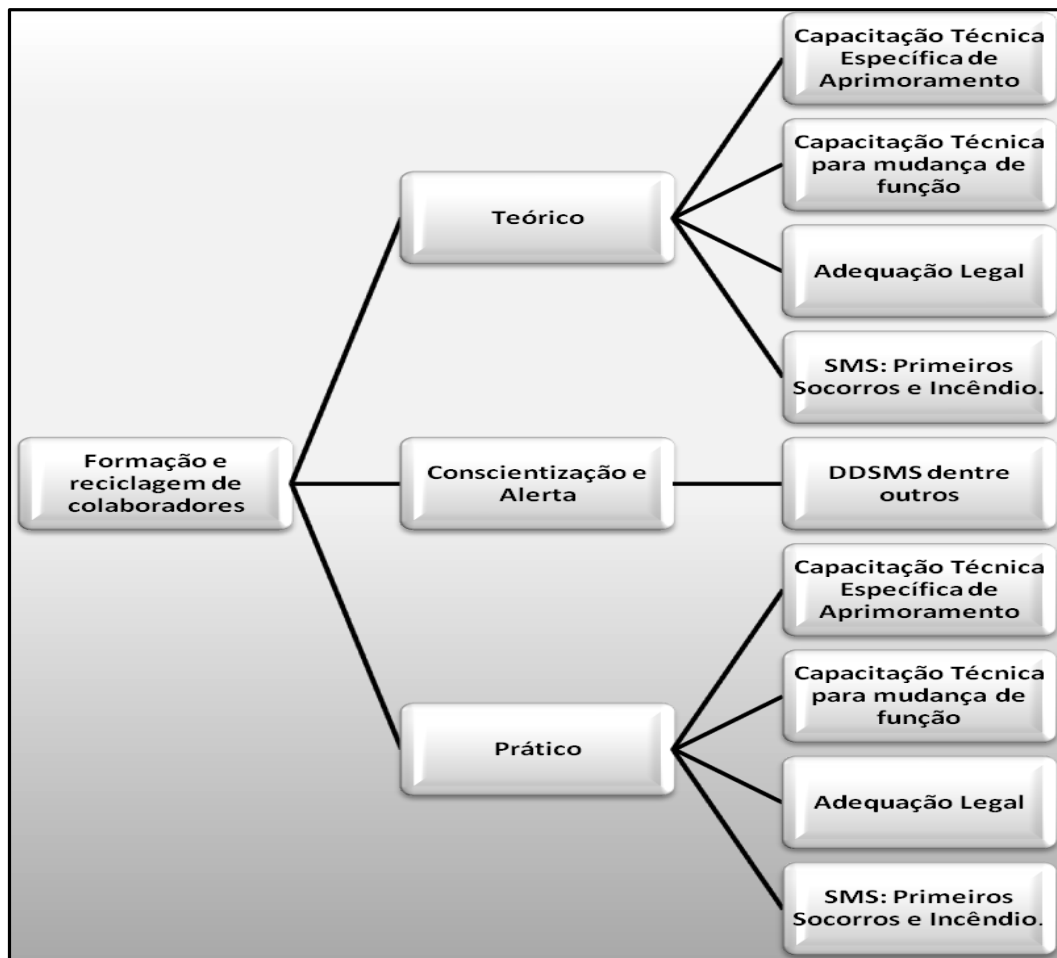 Formação e
reciclagem de
colaboradores
Teórico
Capacitação Técnica
Específica de
Aprimoramento
Capacitação Técnica
para mudança de
função
Adequação Legal
SMS: Primeiros
Socorros e Incêndio.
Conscientização e
Alerta
DDSMS dentre
outros
Prático
Capacitação Técnica
Específica de
Aprimoramento
Capacitação Técnica
para mudança de
função
Adequação Legal
SMS: Primeiros
Socorros e Incêndio.